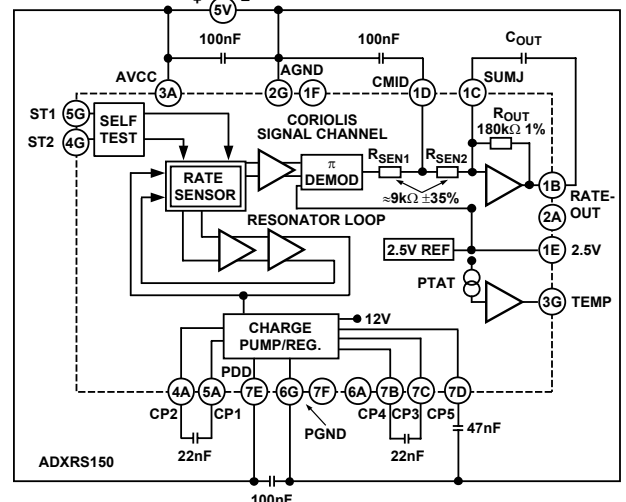 + 5V –
100nF
100nF
COUT
AVCC
AGND
CMID
SUMJ
3A
2G
1F
1D
1C
ST1 5G
ST2 4G
SELF TEST
CORIOLIS
SIGNAL CHANNEL
ROUT
180kΩ 1%
RATE
SENSOR
π
DEMOD
RSEN1
RSEN2
≈9kΩ ±35%
1B
RATE-
OUT
2A
RESONATOR LOOP
2.5V REF
1E 2.5V
PTAT
3G TEMP
12V
CHARGE
PUMP/REG.
PDD
4A
5A
7E
6G
7F
6A
7B
7C
7D
CP2
CP1
CP4
CP3
CP5
PGND
47nF
22nF
22nF
ADXRS150
100nF